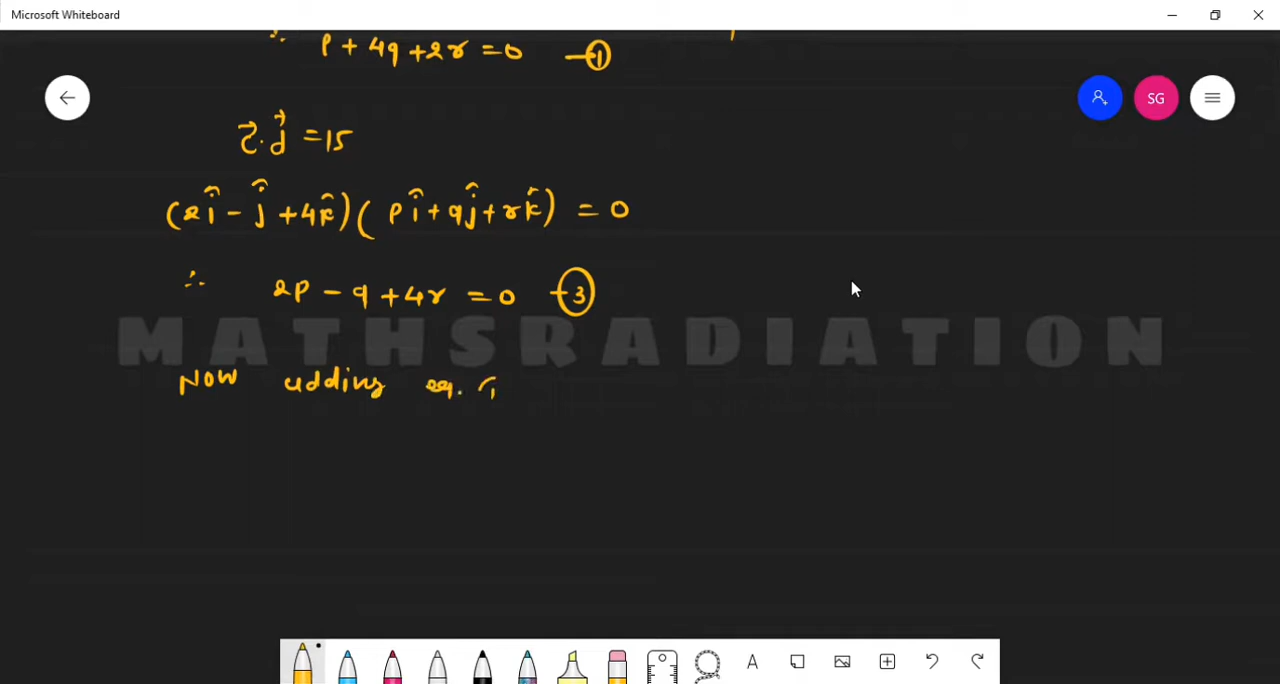 Microsoft Whiteboard
∴ p + 4q + 2r = 0 —①
SG
c⃗.d⃗ = 15
(2î - ĵ + 4k̂)(pî + qĵ + rk̂) = 0
∴ 2p - q + 4r = 0 —③
MATHSRADIATION
Now adding eq.
A